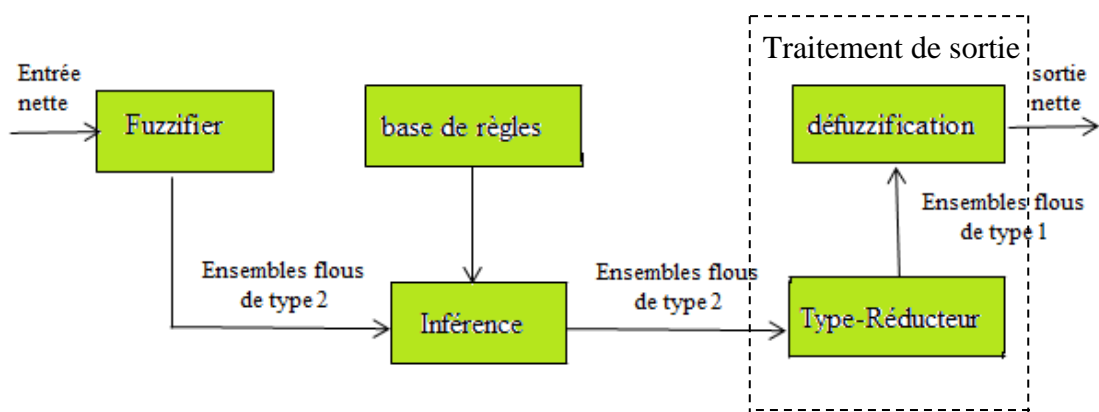 Traitement de sortie
Entrée
nette
Fuzzifier
base de règles
défuzzification
sortie
nette
Ensembles flous
de type 1
Ensembles flous
de type 2
Ensembles flous
de type 2
Inférence
Type-Réducteur